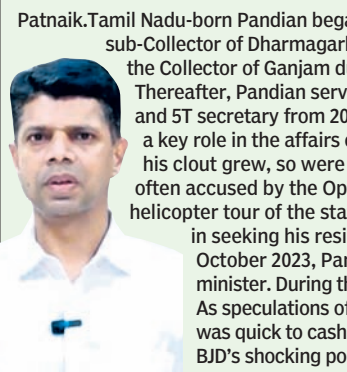 Patnaik.Tamil Nadu-born Pandian bega
sub-Collector of Dharmagar
the Collector of Ganjam d
Thereafter, Pandian serv
and 5T secretary from 20
a key role in the affairs
his clout grew, so were
often accused by the Op
helicopter tour of the sta
in seeking his resi
October 2023, Pan
minister. During th
As speculations o
was quick to cash
BJD's shocking po